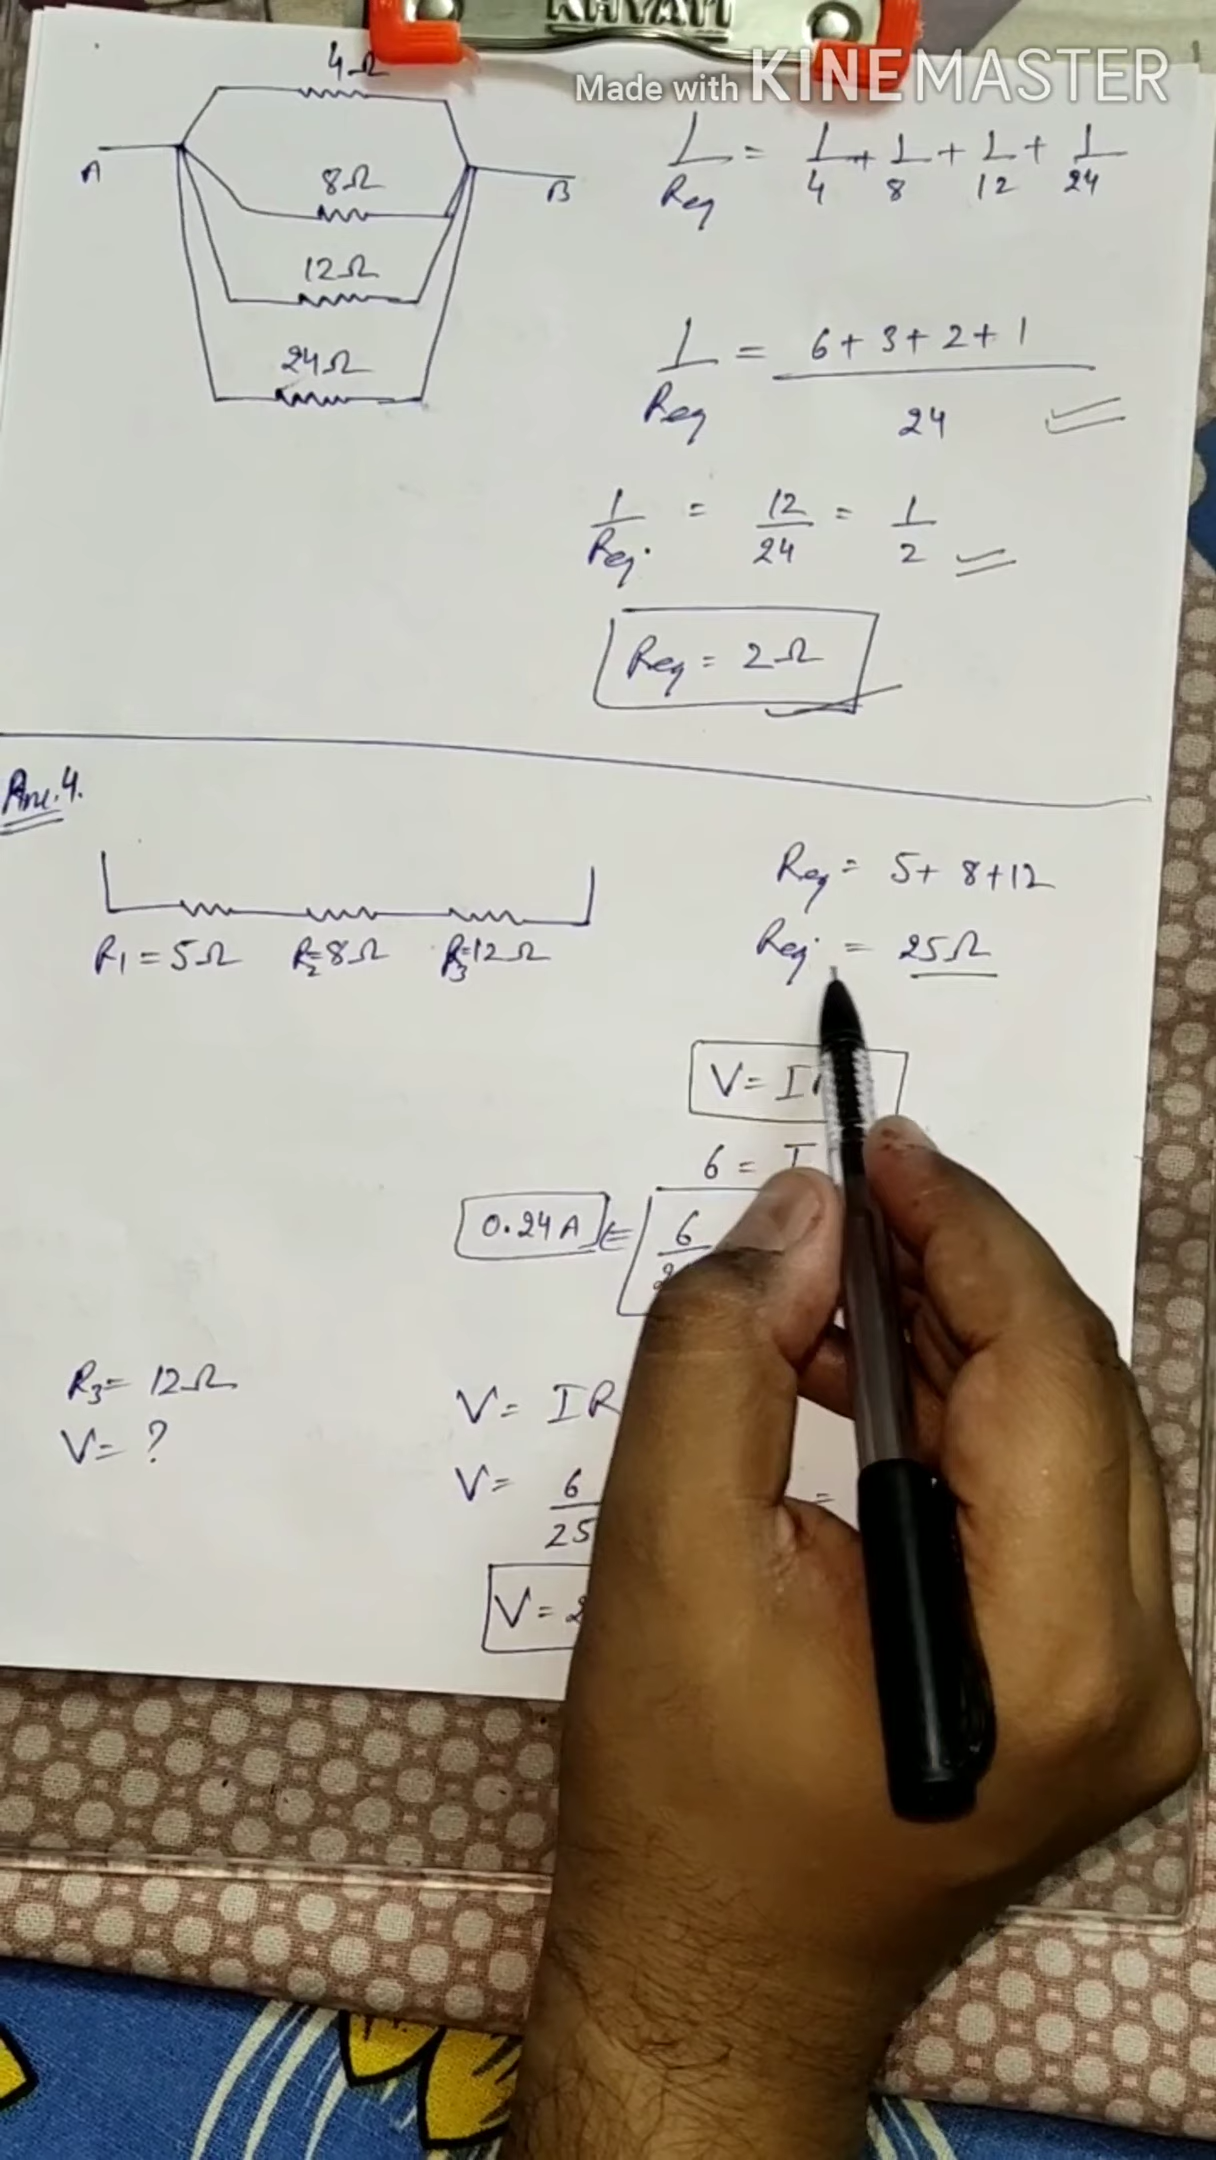 KHYATI
Made with KINEMASTER
4Ω
A
8Ω
B
12Ω
24Ω
1/Req = 1/4 + 1/8 + 1/12 + 1/24
1/Req = 6+3+2+1/24
1/Req. = 12/24 = 1/2
Req = 2Ω
Ans.4.
R1 = 5Ω R2=8Ω R3=12Ω
Req = 5+ 8+12
Req. = 25Ω
V= I
6 = I
0.24A = 6
R3= 12Ω
V= ?
V= IR
V= 6/25 =
V= 2